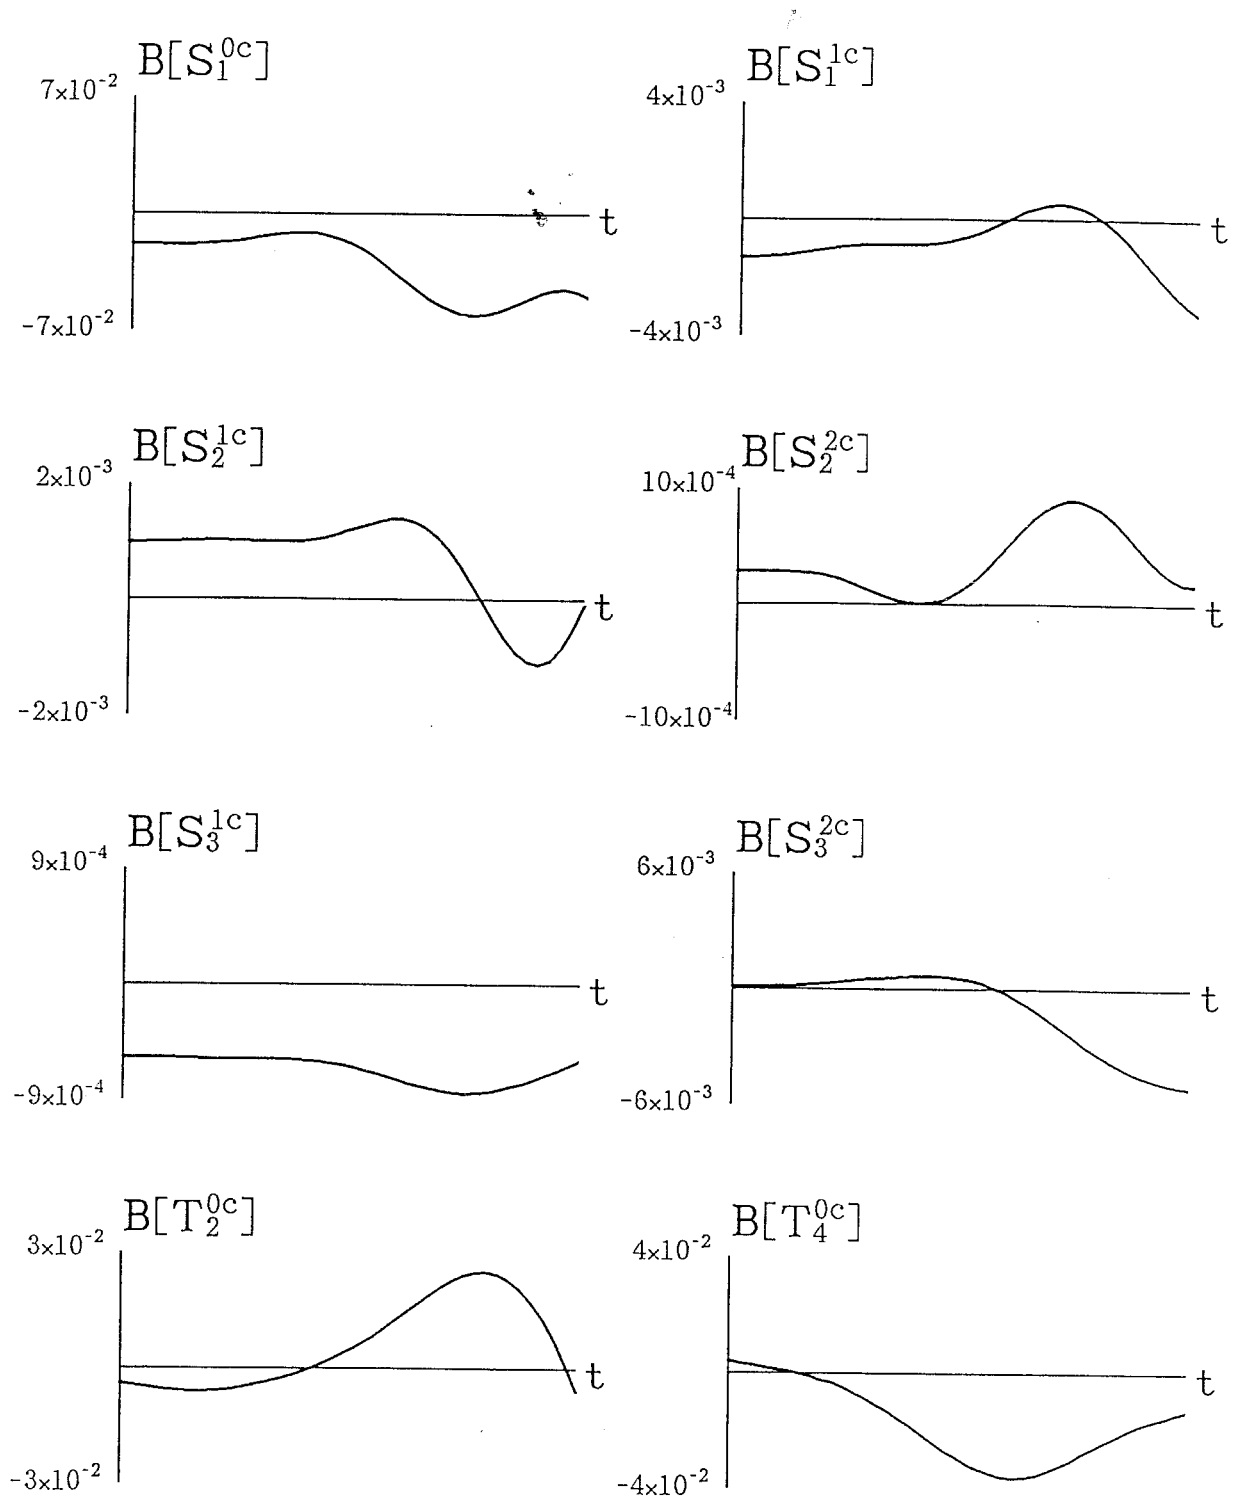 B[S₁⁰ᶜ]
7×10⁻²
t
-7×10⁻²
B[S₁¹ᶜ]
4×10⁻³
t
-4×10⁻³
B[S₂¹ᶜ]
2×10⁻³
t
-2×10⁻³
B[S₂²ᶜ]
10×10⁻⁴
t
-10×10⁻⁴
B[S₃¹ᶜ]
9×10⁻⁴
t
-9×10⁻⁴
B[S₃²ᶜ]
6×10⁻³
t
-6×10⁻³
B[T₂⁰ᶜ]
3×10⁻²
t
-3×10⁻²
B[T₄⁰ᶜ]
4×10⁻²
t
-4×10⁻²